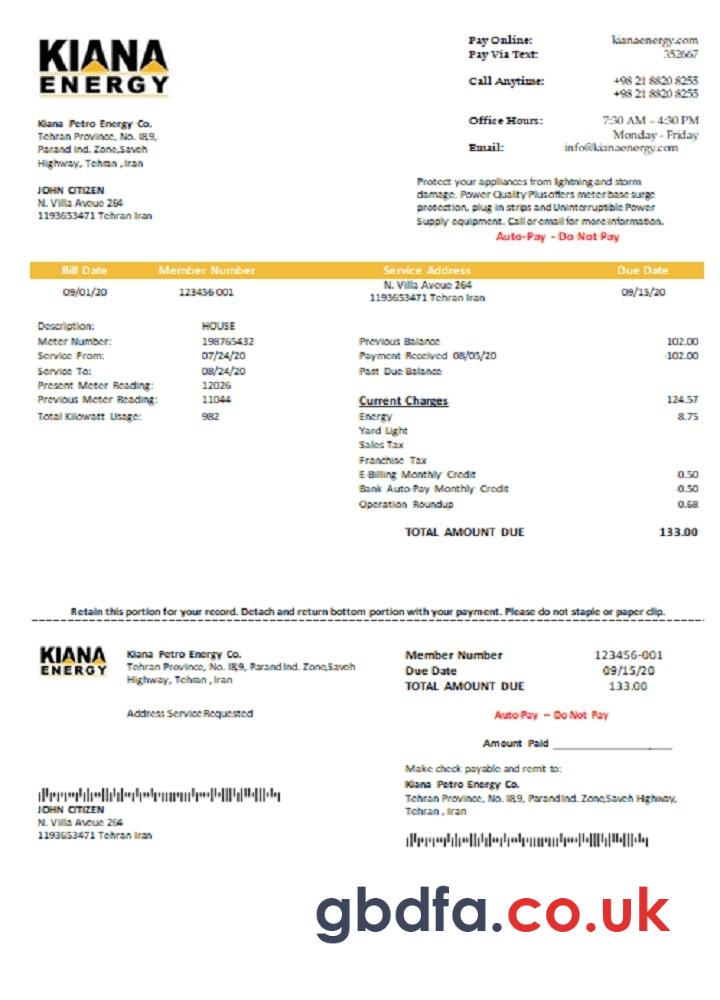 KIANA
ENERGY
Kiana Petro Energy Co.
Tehran Province, No. I8,9,
Parand Ind. Zone,Saveh
Highway, Tehran , Iran
JOHN CITIZEN
N. Villa Aveue 264
1193653471 Tehran Iran
Pay Online: kianaenergy.com
Pay Via Text: 352667
Call Anytime: +98 21 8820 8255
+98 21 8820 8255
Office Hours: 7:30 AM – 4:30 PM
Monday - Friday
Email: info@kianaenergy.com
Protect your appliances from lightning and storm
damage. Power Quality Plus offers meter base surge
protection, plug-in strips and Uninterruptible Power
Supply equipment. Call or email for more information.
Auto-Pay - Do Not Pay
Bill Date Member Number Service Address Due Date
09/01/20 123456-001 N. Villa Aveue 264 09/15/20
1193653471 Tehran Iran
Description: HOUSE
Meter Number: 198765432
Service From: 07/24/20
Service To: 08/24/20
Present Meter Reading: 12026
Previous Meter Reading: 11044
Total Kilowatt Usage: 982
Previous Balance 102.00
Payment Received 08/05/20 -102.00
Past Due Balance
Current Charges 124.57
Energy 8.75
Yard Light
Sales Tax
Franchise Tax
E-Billing Monthly Credit 0.50
Bank Auto-Pay Monthly Credit 0.50
Operation Roundup 0.68
TOTAL AMOUNT DUE 133.00
Retain this portion for your record. Detach and return bottom portion with your payment. Please do not staple or paper clip.
KIANA
ENERGY
Kiana Petro Energy Co.
Tehran Province, No. I8,9, Parand Ind. Zone,Saveh
Highway, Tehran , Iran
Address Service Requested
Member Number 123456-001
Due Date 09/15/20
TOTAL AMOUNT DUE 133.00
Auto-Pay – Do Not Pay
Amount Paid
Make check payable and remit to:
Kiana Petro Energy Co.
Tehran Province, No. I8,9, Parand Ind. Zone,Saveh Highway,
Tehran , Iran
JOHN CITIZEN
N. Villa Aveue 264
1193653471 Tehran Iran
gbdfa.co.uk